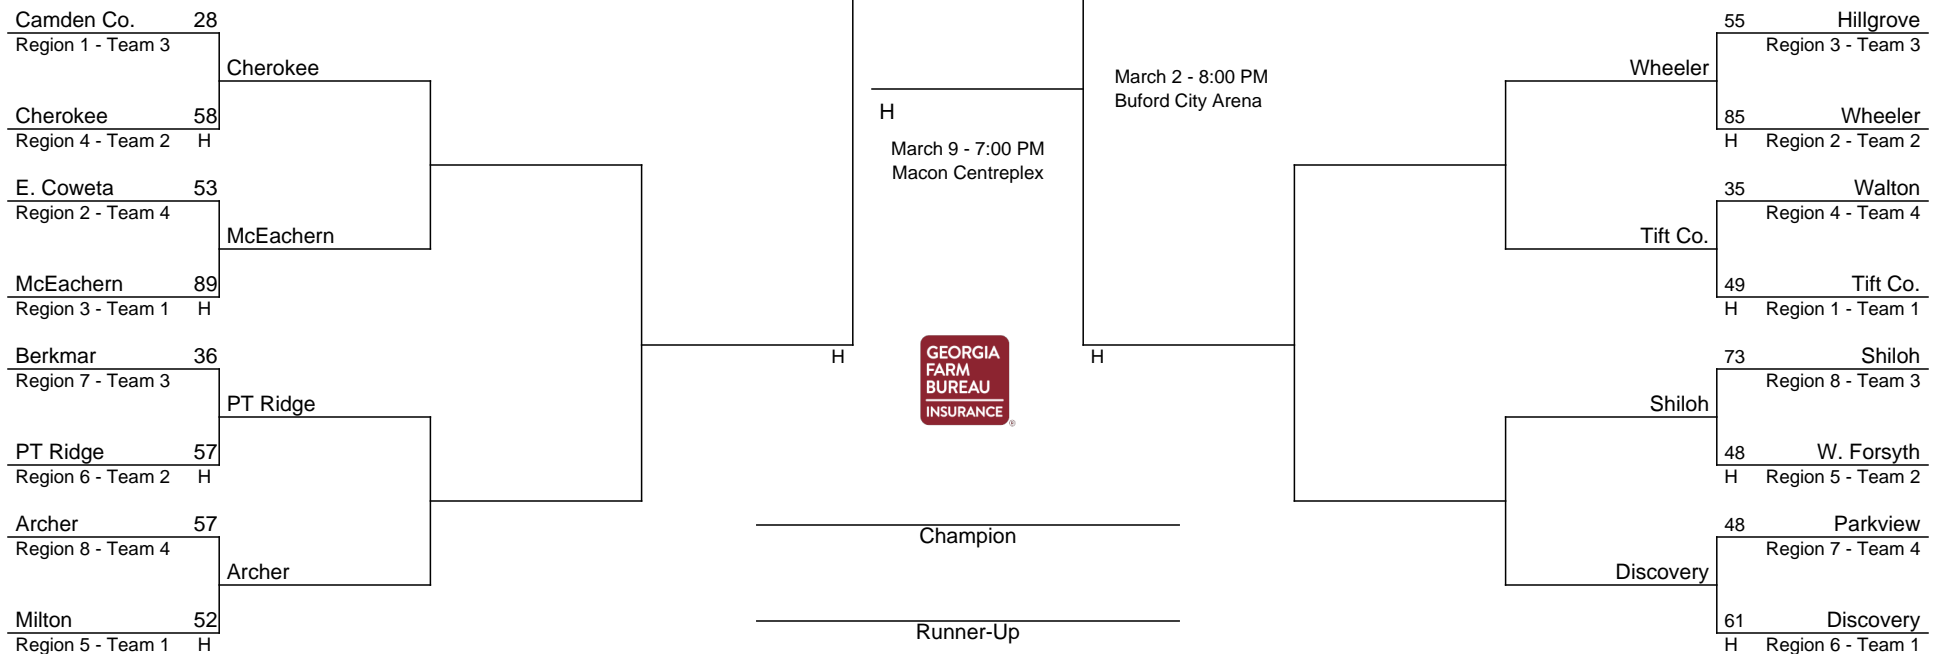 Camden Co. 28
Region 1 - Team 3
Cherokee
Cherokee 58
Region 4 - Team 2 H
E. Coweta 53
Region 2 - Team 4
McEachern
McEachern 89
Region 3 - Team 1 H
Berkmar 36
Region 7 - Team 3
PT Ridge
PT Ridge 57
Region 6 - Team 2 H
Archer 57
Region 8 - Team 4
Archer
Milton 52
Region 5 - Team 1 H
H
March 9 - 7:00 PM
Macon Centreplex
March 2 - 8:00 PM
Buford City Arena
H
H
GEORGIA
FARM
BUREAU
INSURANCE
®
Champion
Runner-Up
55 Hillgrove
Region 3 - Team 3
Wheeler
85 Wheeler
H Region 2 - Team 2
35 Walton
Region 4 - Team 4
Tift Co.
49 Tift Co.
H Region 1 - Team 1
73 Shiloh
Region 8 - Team 3
Shiloh
48 W. Forsyth
H Region 5 - Team 2
48 Parkview
Region 7 - Team 4
Discovery
61 Discovery
H Region 6 - Team 1